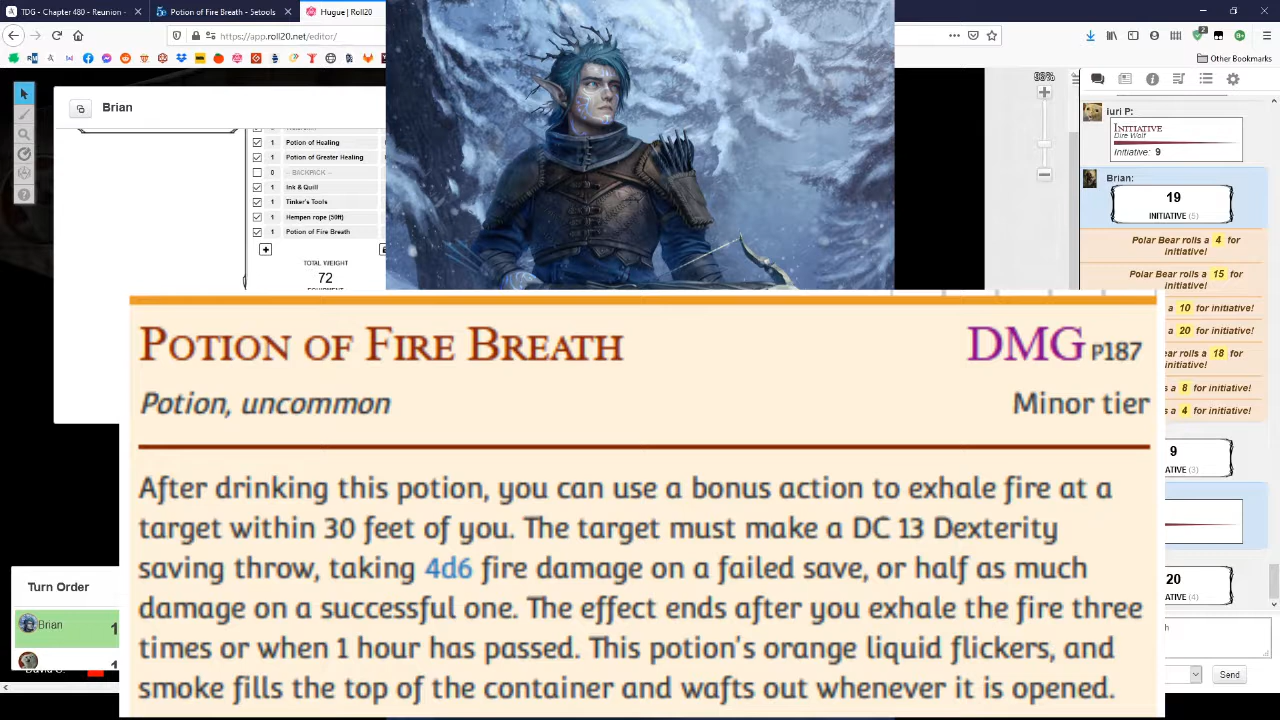 TDG - Chapter 480 - Reunion -
Potion of Fire Breath - 5etools
Hugue | Roll20
https://app.roll20.net/editor/
Other Bookmarks
Brian
1 Potion of Healing
1 Potion of Greater Healing
0 -- BACKPACK --
1 Ink & Quill
1 Tinker's Tools
1 Hempen rope (50ft)
1 Potion of Fire Breath
TOTAL WEIGHT
72
iuri P:
INITIATIVE
Dire Wolf
Initiative: 9
Brian:
19
INITIATIVE (5)
Polar Bear rolls a 4 for
initiative!
Polar Bear rolls a 15 for
initiative!
a 10 for initiative!
a 20 for initiative!
ear rolls a 18 for
initiative!
s a 8 for initiative!
s a 4 for initiative!
9
ATIVE (3)
20
ATIVE (4)
Send
Turn Order
Brian 1
POTION OF FIRE BREATH
DMG P187
Potion, uncommon
Minor tier
After drinking this potion, you can use a bonus action to exhale fire at a
target within 30 feet of you. The target must make a DC 13 Dexterity
saving throw, taking 4d6 fire damage on a failed save, or half as much
damage on a successful one. The effect ends after you exhale the fire three
times or when 1 hour has passed. This potion's orange liquid flickers, and
smoke fills the top of the container and wafts out whenever it is opened.